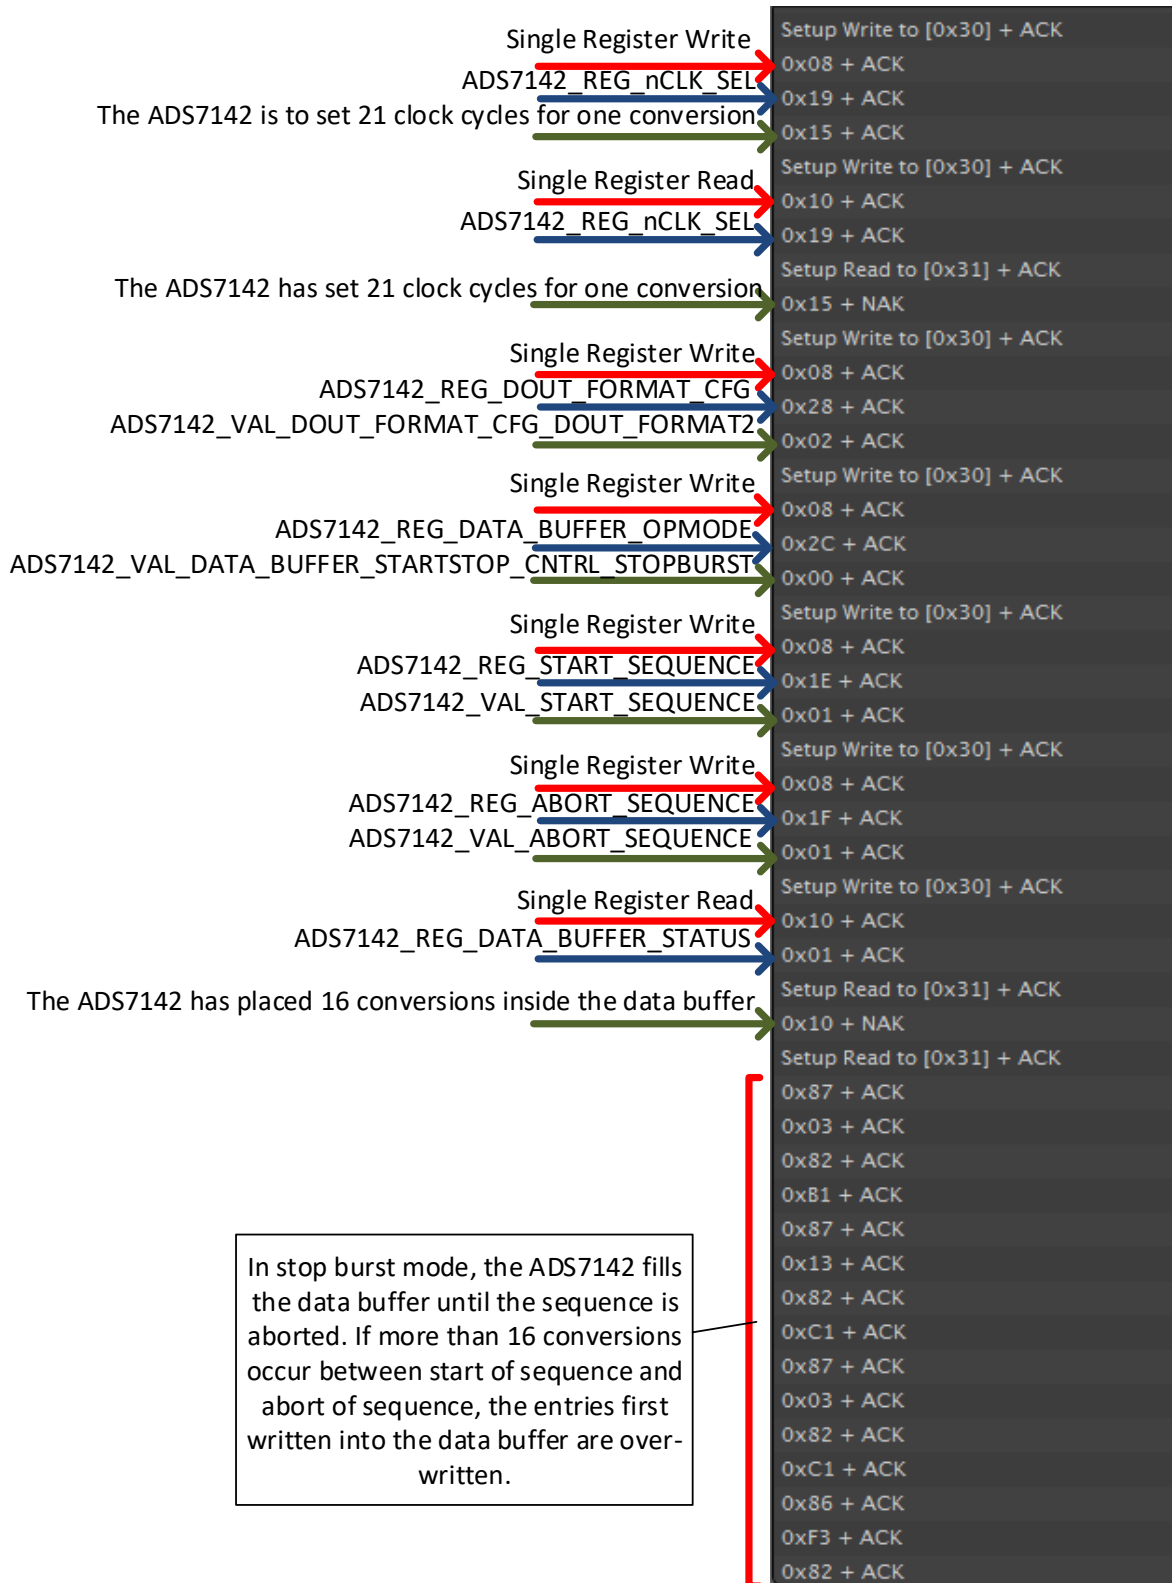 Setup Write to [0x30] + ACK
Single Register Write
0x08 + ACK
ADS7142_REG_nCLK_SEL
0x19 + ACK
The ADS7142 is to set 21 clock cycles for one conversion
0x15 + ACK
Setup Write to [0x30] + ACK
Single Register Read
0x10 + ACK
ADS7142_REG_nCLK_SEL
0x19 + ACK
Setup Read to [0x31] + ACK
The ADS7142 has set 21 clock cycles for one conversion
0x15 + NAK
Setup Write to [0x30] + ACK
Single Register Write
0x08 + ACK
ADS7142_REG_DOUT_FORMAT_CFG
0x28 + ACK
ADS7142_VAL_DOUT_FORMAT_CFG_DOUT_FORMAT2
0x02 + ACK
Setup Write to [0x30] + ACK
Single Register Write
0x08 + ACK
ADS7142_REG_DATA_BUFFER_OPMODE
0x2C + ACK
ADS7142_VAL_DATA_BUFFER_STARTSTOP_CNTRL_STOPBURST
0x00 + ACK
Setup Write to [0x30] + ACK
Single Register Write
0x08 + ACK
ADS7142_REG_START_SEQUENCE
0x1E + ACK
ADS7142_VAL_START_SEQUENCE
0x01 + ACK
Setup Write to [0x30] + ACK
Single Register Write
0x08 + ACK
ADS7142_REG_ABORT_SEQUENCE
0x1F + ACK
ADS7142_VAL_ABORT_SEQUENCE
0x01 + ACK
Setup Write to [0x30] + ACK
Single Register Read
0x10 + ACK
ADS7142_REG_DATA_BUFFER_STATUS
0x01 + ACK
Setup Read to [0x31] + ACK
The ADS7142 has placed 16 conversions inside the data buffer
0x10 + NAK
Setup Read to [0x31] + ACK
0x87 + ACK
0x03 + ACK
0x82 + ACK
0xB1 + ACK
0x87 + ACK
0x13 + ACK
0x82 + ACK
0xC1 + ACK
0x87 + ACK
0x03 + ACK
0x82 + ACK
0xC1 + ACK
0x86 + ACK
0xF3 + ACK
0x82 + ACK
In stop burst mode, the ADS7142 fills
the data buffer until the sequence is
aborted. If more than 16 conversions
occur between start of sequence and
abort of sequence, the entries first
written into the data buffer are over-
written.